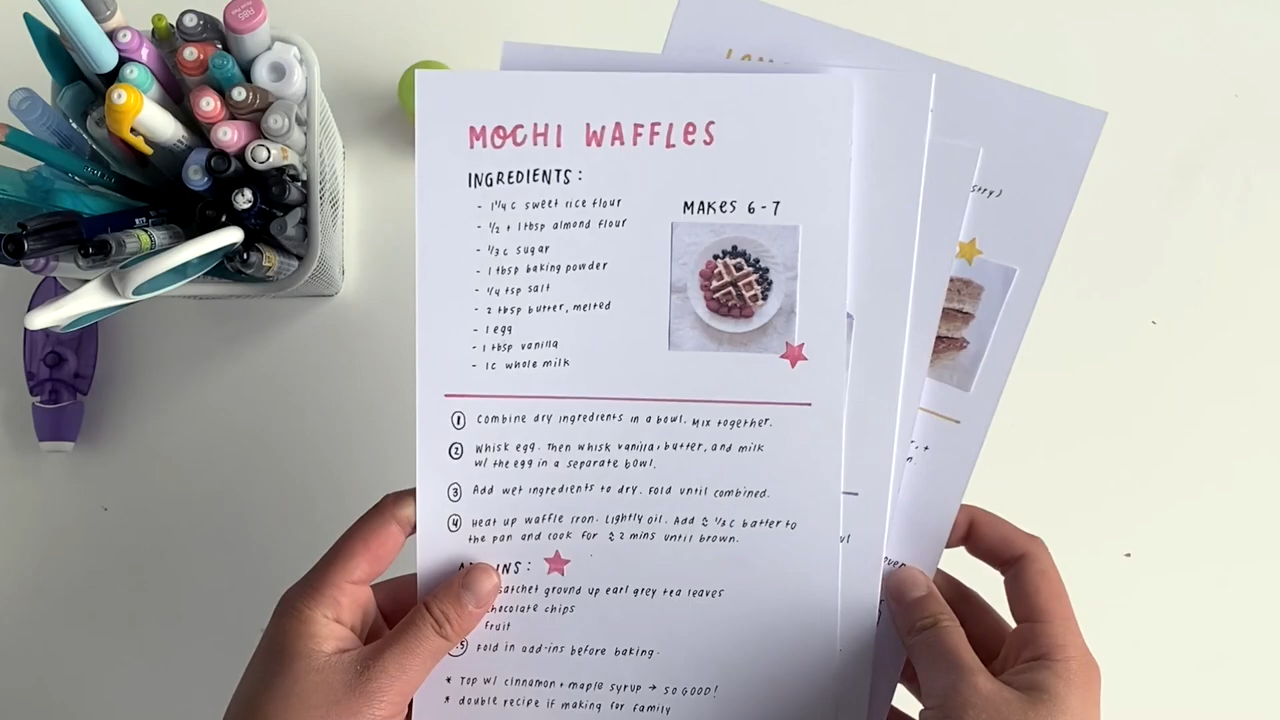 MOCHI WAFFLES
INGREDIENTS:
- 1 1/4 c sweet rice flour
- 1/2 + 1 tbsp almond flour
- 1/3 c sugar
- 1 tbsp baking powder
- 1/4 tsp salt
- 2 tbsp butter, melted
- 1 egg
- 1 tbsp vanilla
- 1c whole milk
MAKES 6-7
1 Combine dry ingredients in a bowl. Mix together.
2 Whisk egg. Then whisk vanilla, butter, and milk
w/ the egg in a separate bowl.
3 Add wet ingredients to dry. Fold until combined.
4 Heat up waffle iron. Lightly oil. Add ≈ 1/3 c batter to
the pan and cook for ≈ 2 mins until brown.
INS:
satchet ground up earl grey tea leaves
chocolate chips
fruit
Fold in add-ins before baking.
* TOP w/ cinnamon + maple syrup → SO GOOD!
* double recipe if making for family